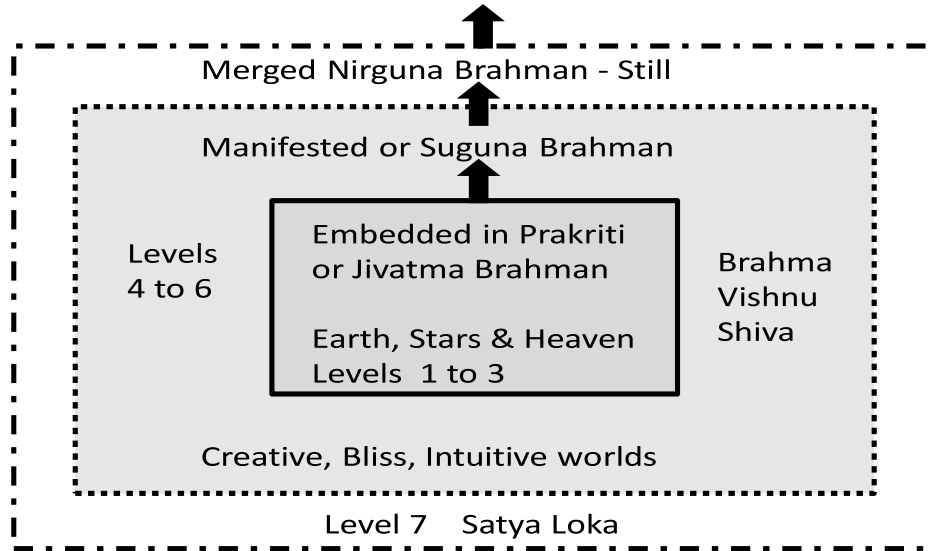 Merged Nirguna Brahman - Still
Manifested or Suguna Brahman
Embedded in Prakriti
or Jivatma Brahman
Earth, Stars & Heaven
Levels 1 to 3
Levels
4 to 6
Brahma
Vishnu
Shiva
Creative, Bliss, Intuitive worlds
Level 7 Satya Loka